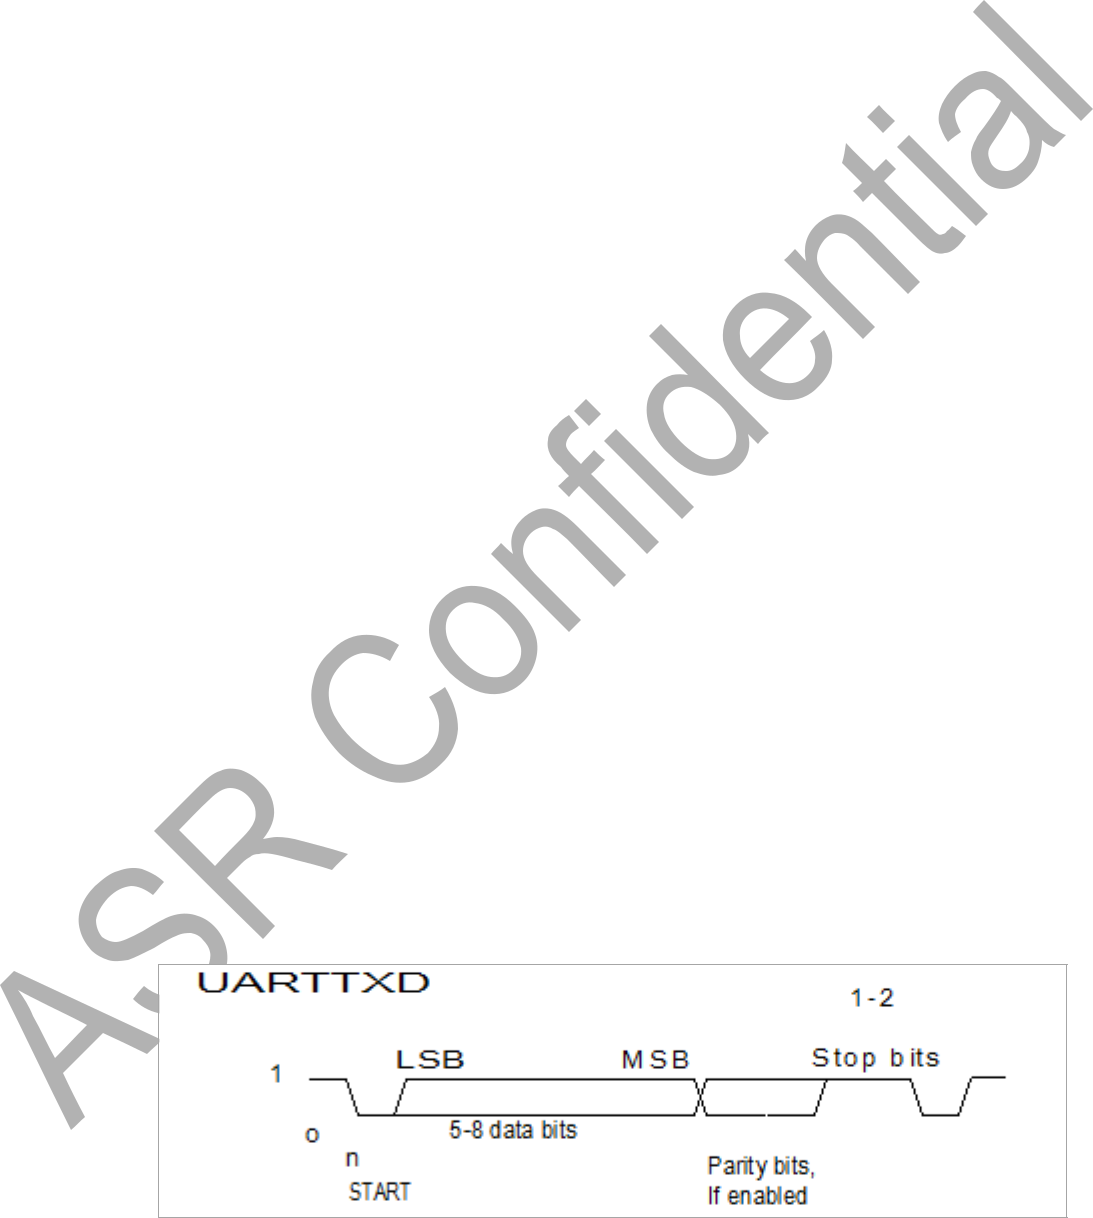 ASR Confidential
UARTTXD
1-2
LSB
MSB
Stop bits
1
5-8 data bits
o
n
START
Parity bits,
If enabled